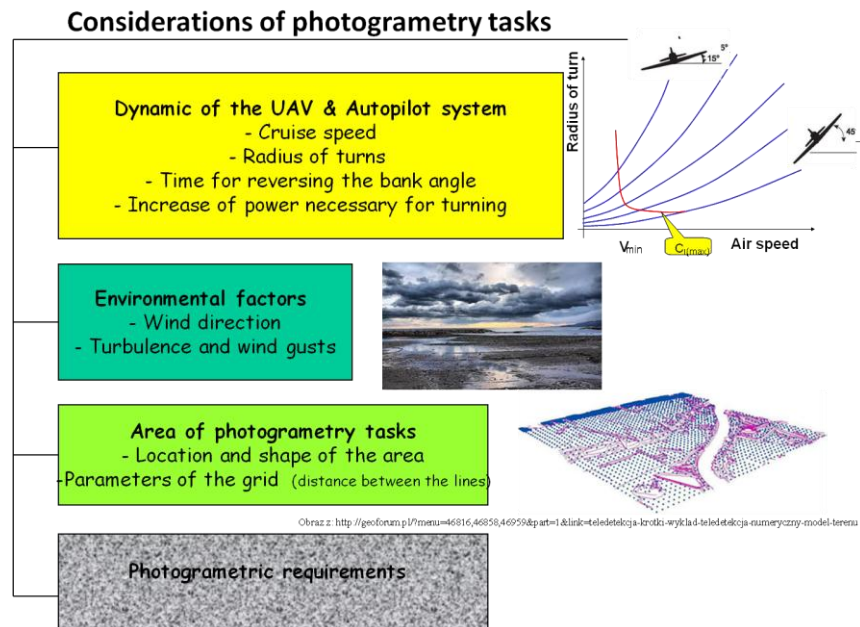 Considerations of photogrametry tasks
Dynamic of the UAV & Autopilot system
- Cruise speed
- Radius of turns
- Time for reversing the bank angle
- Increase of power necessary for turning
Radius of turn
5°
15°
45
Vmin
CL(max)
Air speed
Environmental factors
- Wind direction
- Turbulence and wind gusts
Area of photogrametry tasks
- Location and shape of the area
-Parameters of the grid (distance between the lines)
Obraz z: http://geoforum.pl/?menu=46816,46858,46959&part=1&link=teledetekcja-krotki-wyklad-teledetekcja-numeryczny-model-terenu
Photogrametric requirements